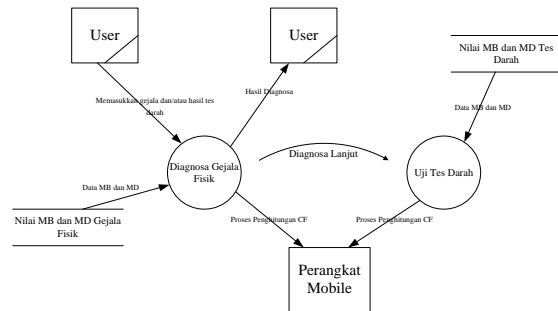 User
User
Nilai MB dan MD Tes
Darah
Memasukkan gejala dan/atau hasil tes
darah
Hasil Diagnosa
Data MB dan MD
Diagnosa Gejala
Fisik
Diagnosa Lanjut
Uji Tes Darah
Data MB dan MD
Nilai MB dan MD Gejala
Fisik
Proses Penghitungan CF
Proses Penghitungan CF
Perangkat
Mobile